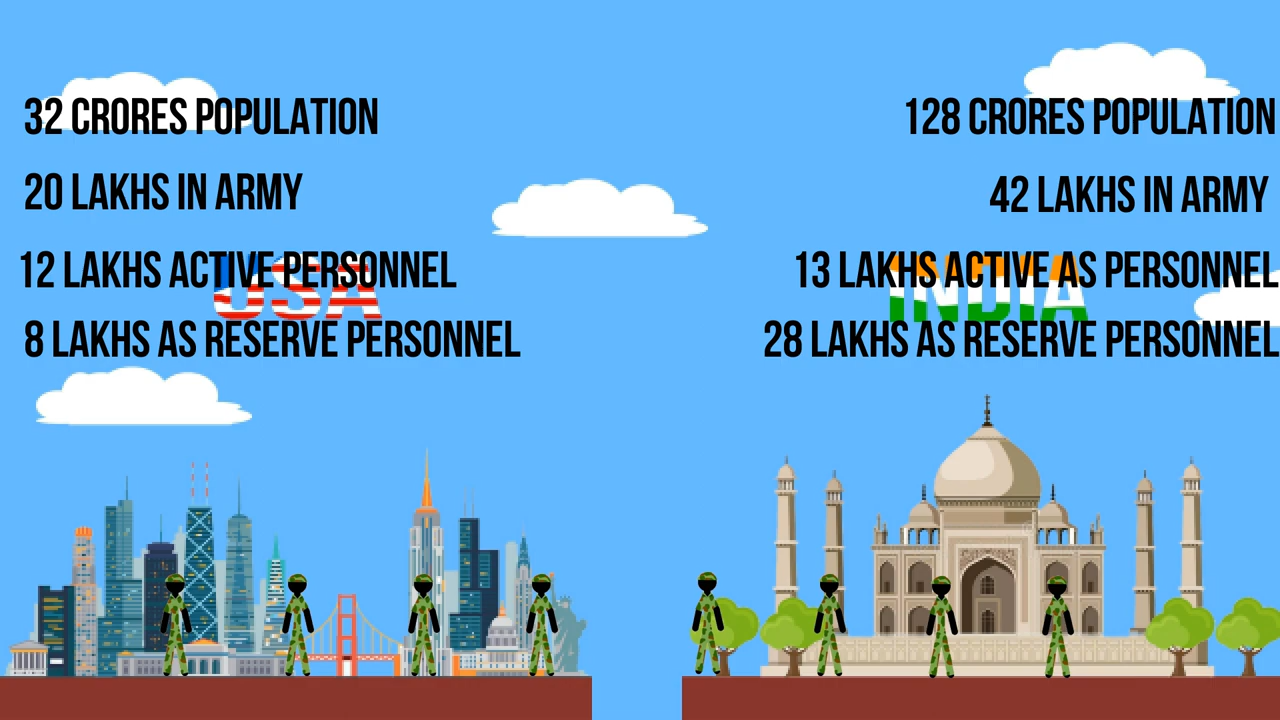 32 CRORES POPULATION
20 LAKHS IN ARMY
12 LAKHS ACTIVE PERSONNEL
USA
8 LAKHS AS RESERVE PERSONNEL
128 CRORES POPULATION
42 LAKHS IN ARMY
13 LAKHS ACTIVE AS PERSONNEL
INDIA
28 LAKHS AS RESERVE PERSONNEL